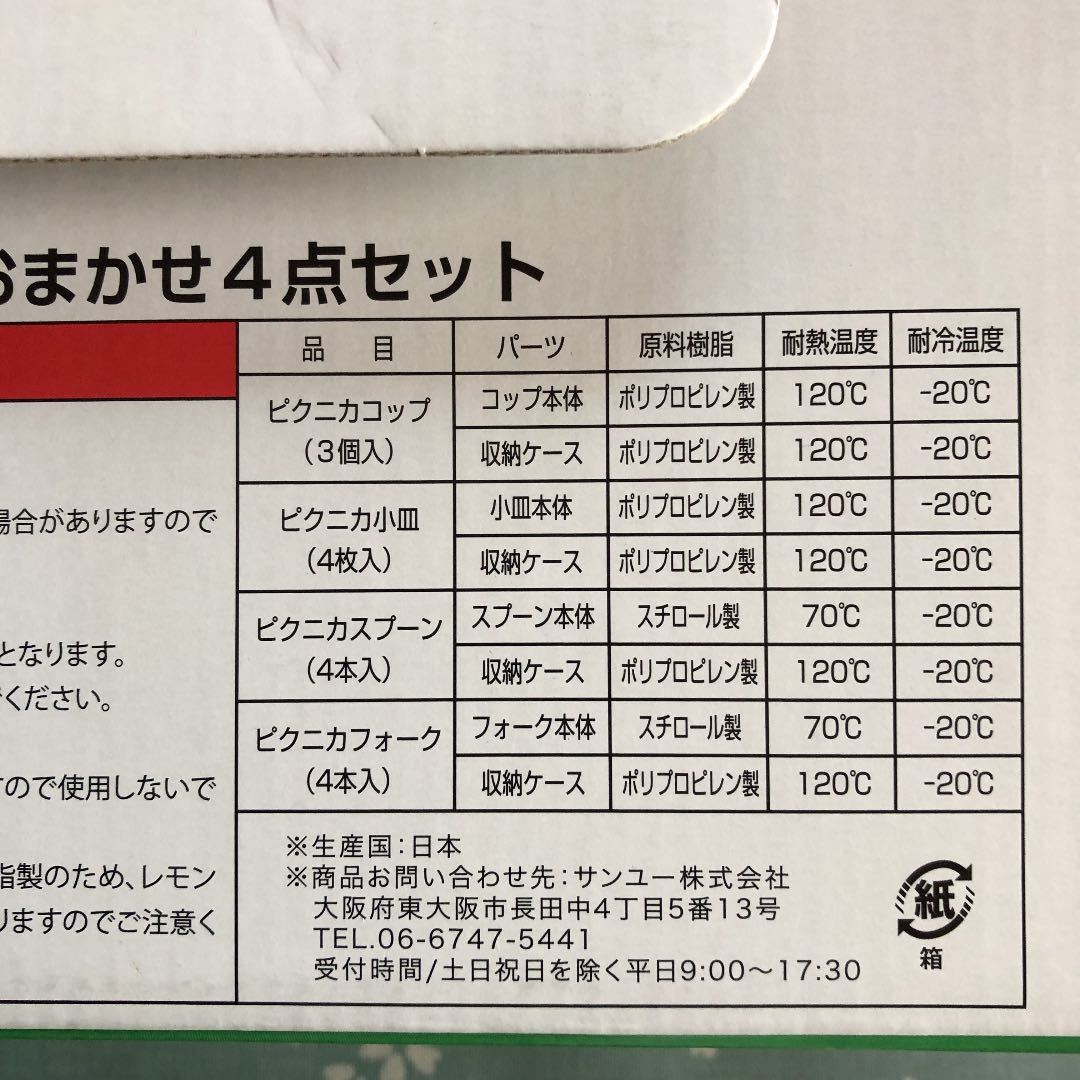 おまかせ4点セット
品 目 パーツ 原料樹脂 耐熱温度 耐冷温度
ピクニカコップ
(3個入)
コップ本体 ポリプロピレン製 120℃ -20℃
収納ケース ポリプロピレン製 120℃ -20℃
ピクニカ小皿
(4枚入)
小皿本体 ポリプロピレン製 120℃ -20℃
収納ケース ポリプロピレン製 120℃ -20℃
ピクニカスプーン
(4本入)
スプーン本体 スチロール製 70℃ -20℃
収納ケース ポリプロピレン製 120℃ -20℃
ピクニカフォーク
(4本入)
フォーク本体 スチロール製 70℃ -20℃
収納ケース ポリプロピレン製 120℃ -20℃
場合がありますので
となります。
ください。
すので使用しないで
脂製のため、レモン
りますのでご注意く
※生産国:日本
※商品お問い合わせ先:サンユー株式会社
大阪府東大阪市長田中4丁目5番13号
TEL.06-6747-5441
受付時間/土日祝日を除く平日9:00〜17:30
紙
箱